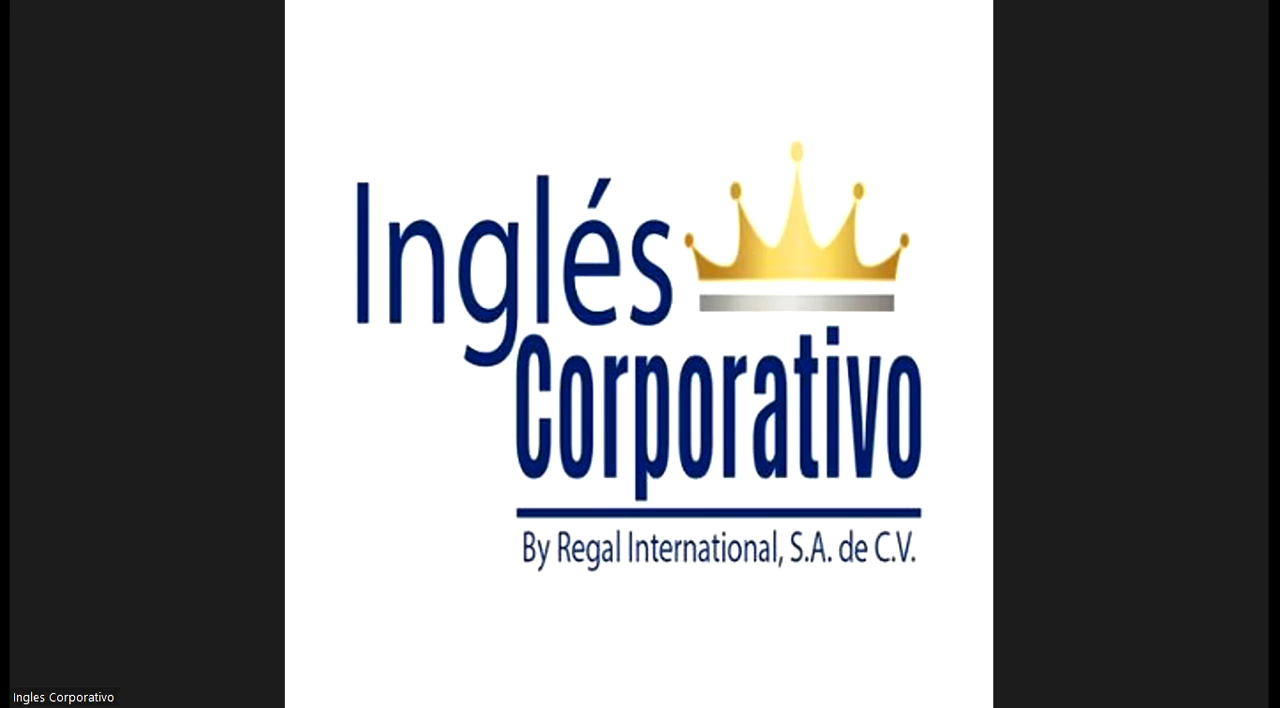 Inglés
Corporativo
By Regal International, S.A. de C.V.
Ingles Corporativo